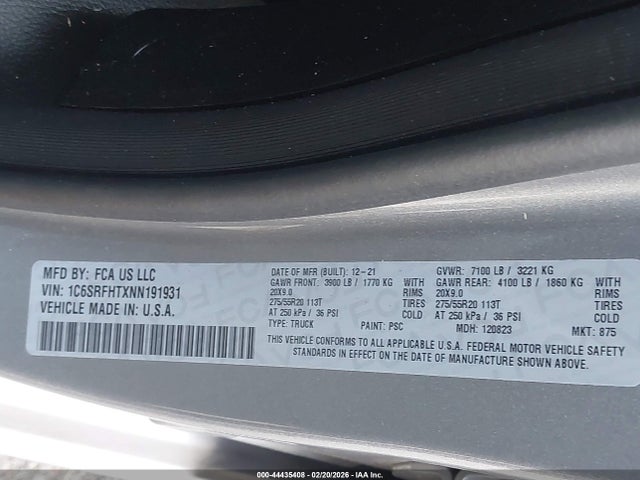 MFD BY: FCA US LLC
VIN: 1C6SRFHTXNN191931
VEHICLE MADE IN: U.S.A.
DATE OF MFR (BUILT): 12-21
GAWR FRONT: 3900 LB / 1770 KG WITH
20X9.0 RIMS
275/55R20 113T TIRES
AT 250 kPa / 36 PSI COLD
TYPE: TRUCK PAINT: PSC
GVWR: 7100 LB / 3221 KG
GAWR REAR: 4100 LB / 1860 KG WITH
20X9.0 RIMS
275/55R20 113T TIRES
AT 250 kPa / 36 PSI COLD
MDH: 120823 MKT: 875
THIS VEHICLE CONFORMS TO ALL APPLICABLE U.S.A. FEDERAL MOTOR VEHICLE SAFETY
STANDARDS IN EFFECT ON THE DATE OF MANUFACTURE SHOWN ABOVE.
000-44435408 - 02/20/2026 - IAA Inc.